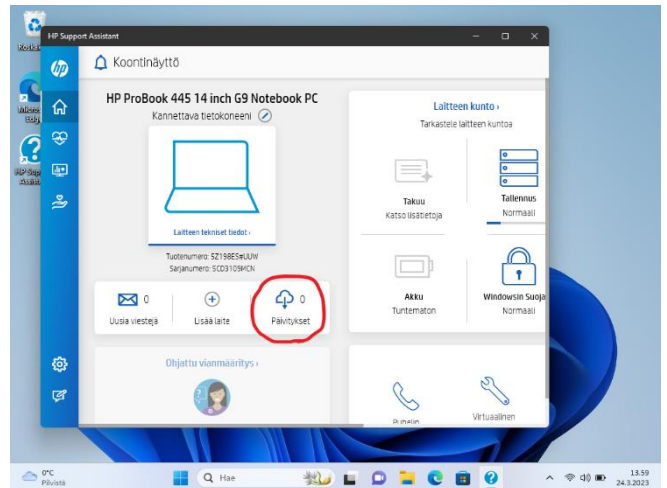 HP Support Assistant
Koontinäyttö
HP ProBook 445 14 inch G9 Notebook PC
Kannettava tietokoneeni
Laitteen tekniset tiedot ›
Tuotenumero: 5Z198ES#UUW
Sarjanumero: 5CD3109MCN
0
Uusia viestejä
Lisää laite
0
Päivitykset
Ohjattu vianmääritys ›
Laitteen kunto ›
Tarkastele laitteen kuntoa
Takuu
Katso lisätietoja
Tallennus
Normaali
Akku
Tuntematon
Windowsin Suoja
Normaali
Puhelin
Virtuaalinen
Edge
0°C
Pilvistä
Hae
13.59
24.3.2023